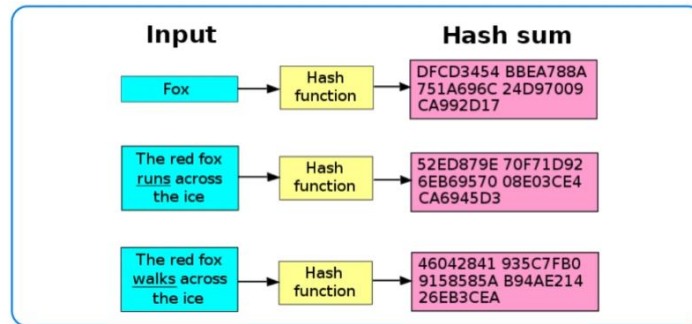 Input
Hash sum
Fox
Hash
function
DFCD3454 BBEA788A
751A696C 24D97009
CA992D17
The red fox
runs across
the ice
Hash
function
52ED879E 70F71D92
6EB69570 08E03CE4
CA6945D3
The red fox
walks across
the ice
Hash
function
46042841 935C7FB0
9158585A B94AE214
26EB3CEA